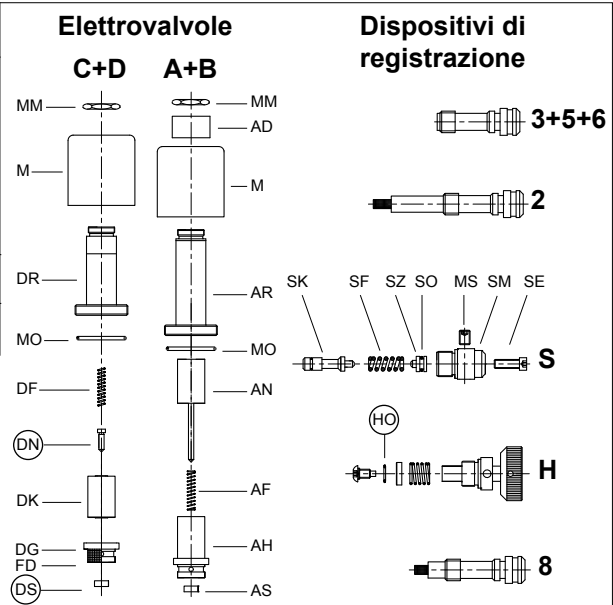 Elettrovalvole
C+D
A+B
MM
M
DR
MO
DF
DN
DK
DG
FD
DS
MM
AD
M
AR
MO
AN
AF
AH
AS
Dispositivi di
registrazione
3+5+6
2
SK SF SZ SO MS SM SE
S
HO
H
8